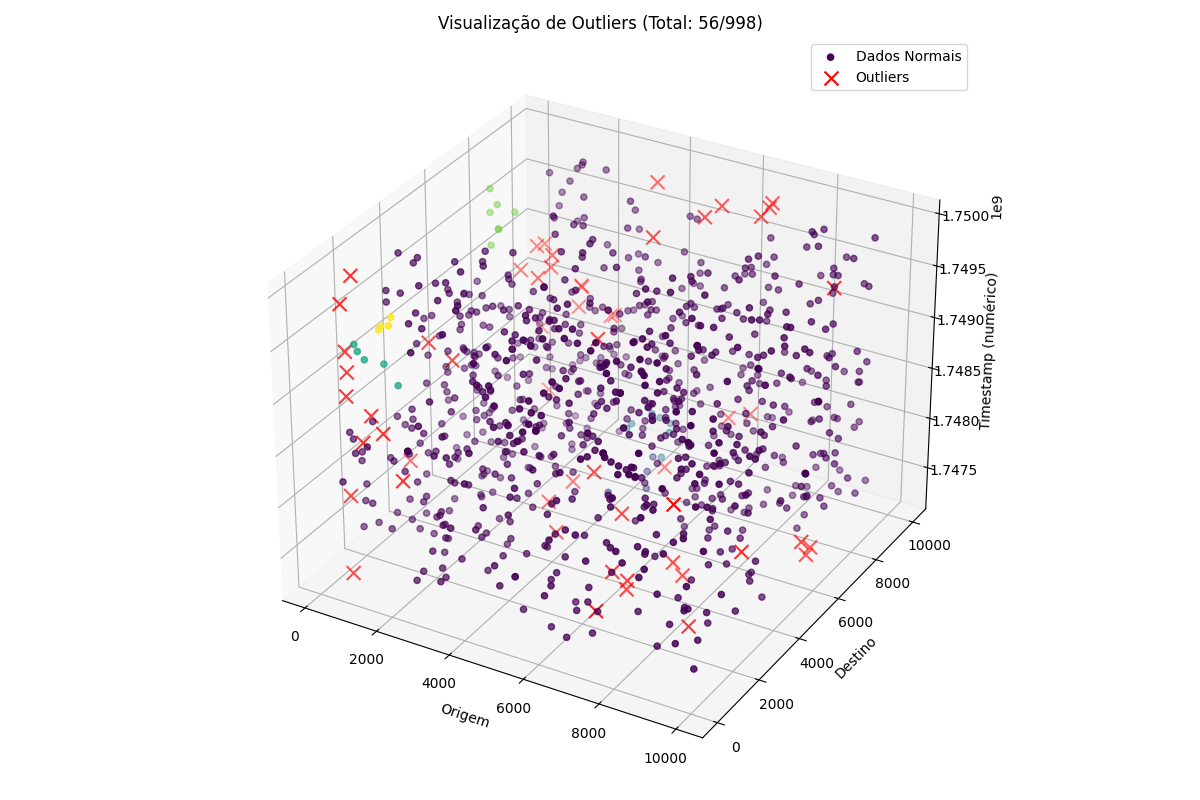 Visualização de Outliers (Total: 56/998)
Dados Normais
Outliers
1e9
1.7500
1.7495
1.7490
1.7485
1.7480
1.7475
Timestamp (numérico)
10000
8000
6000
4000
2000
0
Destino
0
2000
4000
6000
8000
10000
Origem